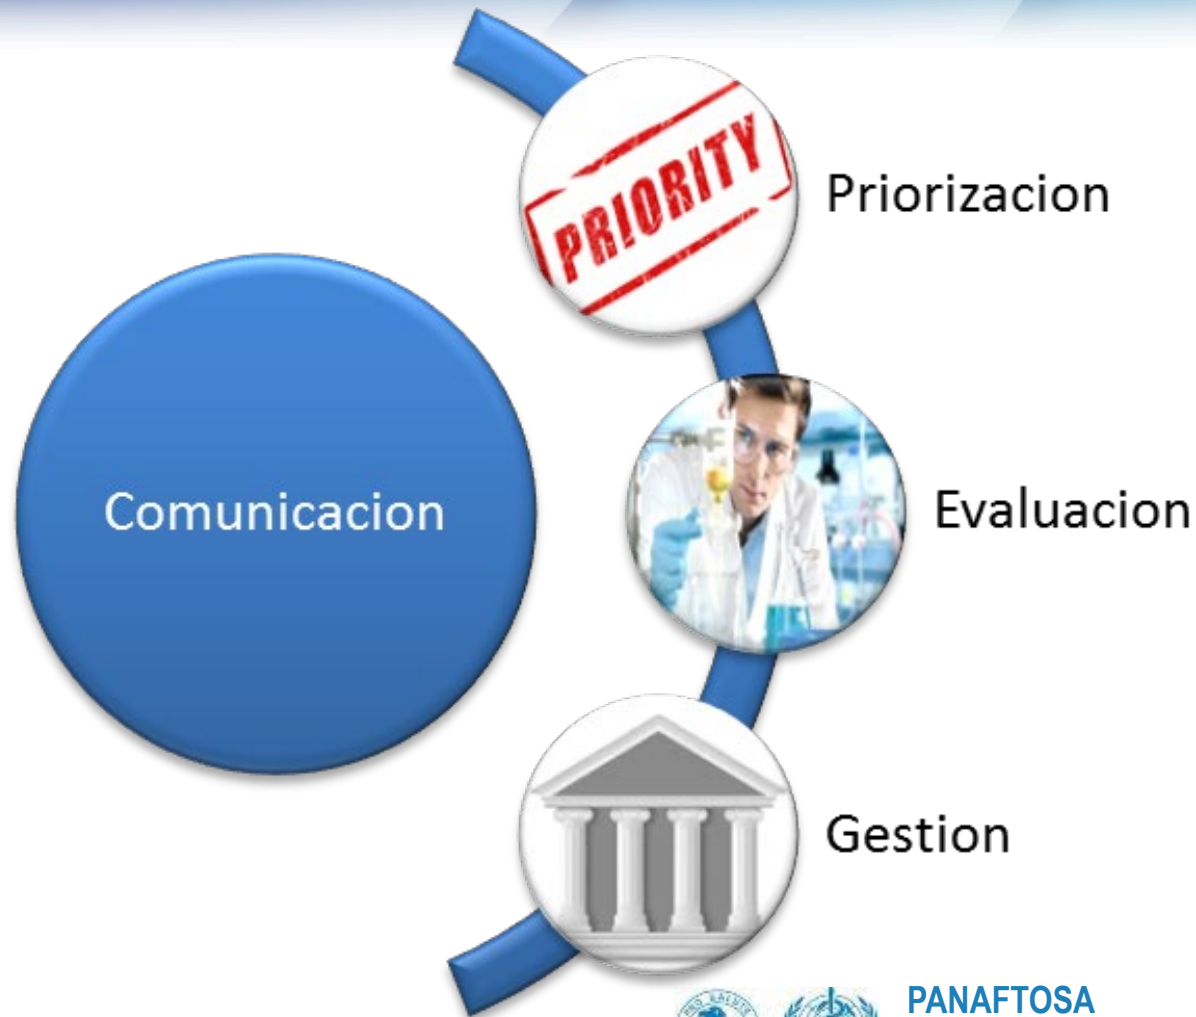 PRIORITY
Priorizacion
Comunicacion
Evaluacion
Gestion
PANAFTOSA